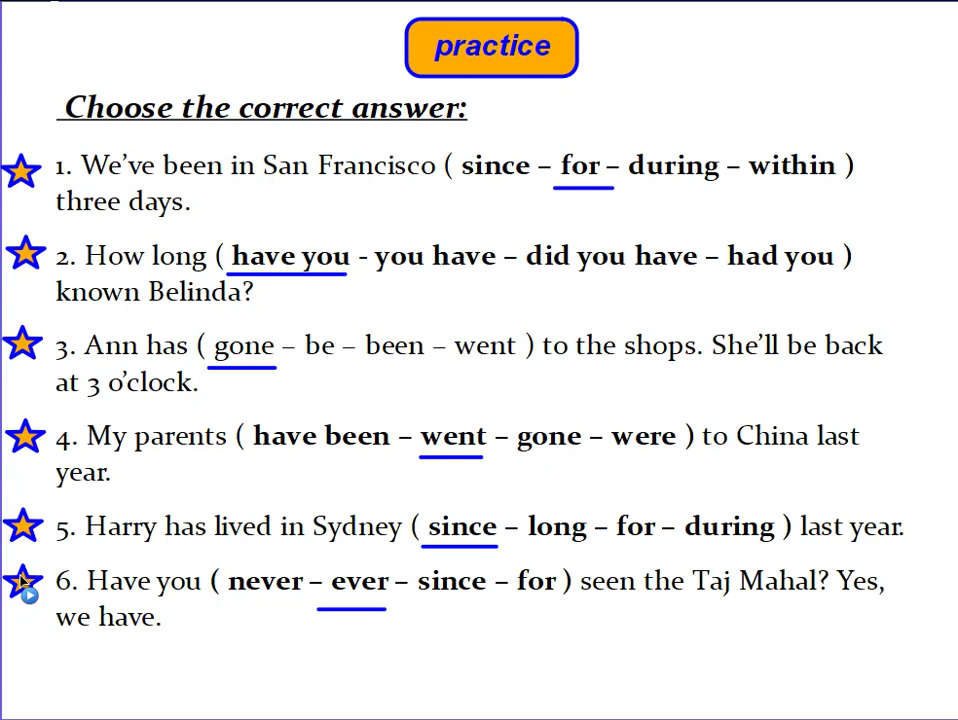 practice
Choose the correct answer:
1. We’ve been in San Francisco ( since – for – during – within )
three days.
2. How long ( have you - you have – did you have – had you )
known Belinda?
3. Ann has ( gone – be – been – went ) to the shops. She’ll be back
at 3 o’clock.
4. My parents ( have been – went – gone – were ) to China last
year.
5. Harry has lived in Sydney ( since – long – for – during ) last year.
6. Have you ( never – ever – since – for ) seen the Taj Mahal? Yes,
we have.